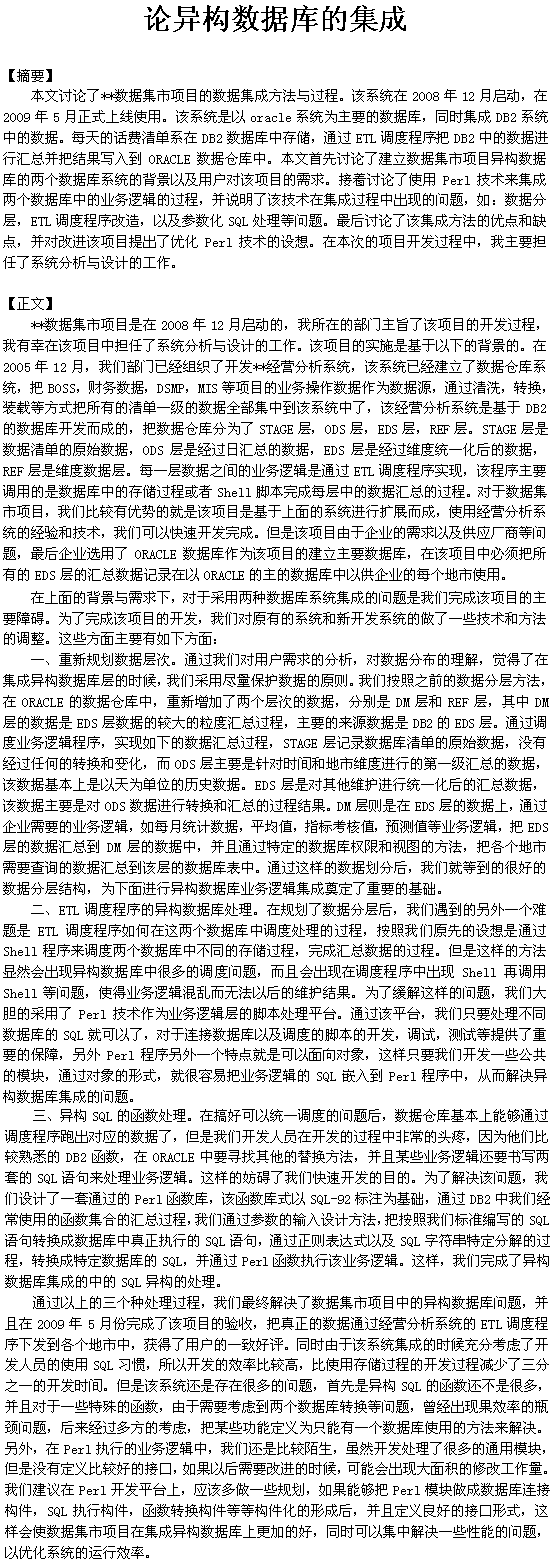 论异构数据库的集成
【摘要】
本文讨论了**数据集市项目的数据集成方法与过程。该系统在 2008 年 12 月启动，在
2009 年 5 月正式上线使用。该系统是以 oracle 系统为主要的数据库，同时集成 DB2 系统
中的数据。每天的话费清单系在 DB2 数据库中存储，通过 ETL 调度程序把 DB2 中的数据进
行汇总并把结果写入到 ORACLE 数据仓库中。本文首先讨论了建立数据集市项目异构数据
库的两个数据库系统的背景以及用户对该项目的需求。接着讨论了使用 Perl 技术来集成
两个数据库中的业务逻辑的过程，并说明了该技术在集成过程中出现的问题，如：数据分
层，ETL 调度程序改造，以及参数化 SQL 处理等问题。最后讨论了该集成方法的优点和缺
点，并对改进该项目提出了优化 Perl 技术的设想。在本次的项目开发过程中，我主要担
任了系统分析与设计的工作。
【正文】
**数据集市项目是在 2008 年 12 月启动的，我所在的部门主旨了该项目的开发过程，
我有幸在该项目中担任了系统分析与设计的工作。该项目的实施是基于以下的背景的。在
2005 年 12 月，我们部门已经组织了开发**经营分析系统，该系统已经建立了数据仓库系
统，把 BOSS，财务数据，DSMP，MIS 等项目的业务操作数据作为数据源，通过清洗，转换，
装载等方式把所有的清单一级的数据全部集中到该系统中了，该经营分析系统是基于 DB2
的数据库开发而成的，把数据仓库分为了 STAGE 层，ODS 层，EDS 层，REF 层。STAGE 层是
数据清单的原始数据，ODS 层是经过日汇总的数据，EDS 层是经过维度统一化后的数据，
REF 层是维度数据层。每一层数据之间的业务逻辑是通过 ETL 调度程序实现，该程序主要
调用的是数据库中的存储过程或者 Shell 脚本完成每层中的数据汇总的过程。对于数据集
市项目，我们比较有优势的就是该项目是基于上面的系统进行扩展而成，使用经营分析系统
的经验和技术，我们可以快速开发完成。但是该项目由于企业的需求以及供应厂商等问
题，最后企业选用了 ORACLE 数据库作为该项目的建立主要数据库，在该项目中必须把所
有的 EDS 层的汇总数据记录在以 ORACLE 的主的数据库中以供企业的每个地市使用。
在上面的背景与需求下，对于采用两种数据库系统集成的问题是我们完成该项目的主
要障碍。为了完成该项目的开发，我们对原有的系统和新开发系统的做了一些技术和方法
的调整。这些方面主要有如下方面：
一、重新规划数据层次。通过我们对用户需求的分析，对数据分布的理解，觉得了在
集成异构数据库层的时候，我们采用尽量保护数据的原则。我们按照之前的数据分层方法，
在 ORACLE 的数据仓库中，重新增加了两个层次的数据，分别是 DM 层和 REF 层，其中 DM
层的数据是 EDS 层数据的较大的粒度汇总过程，主要的来源数据是 DB2 的 EDS 层。通过调
度业务逻辑程序，实现如下的数据汇总过程，STAGE 层记录数据库清单的原始数据，没有
经过任何的转换和变化，而 ODS 层主要是针对时间和地市维度进行的第一级汇总的数据，
该数据基本上是以天为单位的历史数据。EDS 层是对其他维护进行统一化后的汇总数据，
该数据主要是对 ODS 数据进行转换和汇总的过程结果。DM 层则是在 EDS 层的数据上，通过
企业需要的业务逻辑，如每月统计数据，平均值，指标考核值，预测值等业务逻辑，把 EDS
层的数据汇总到 DM 层的数据中，并且通过特定的数据库权限和视图的方法，把各个地市
需要查询的数据汇总到该层的数据库表中。通过这样的数据划分后，我们就等到的很好的
数据分层结构，为下面进行异构数据库业务逻辑集成奠定了重要的基础。
二、ETL 调度程序的异构数据库处理。在规划了数据分层后，我们遇到的另外一个难
题是 ETL 调度程序如何在这两个数据库中调度处理的过程，按照我们原先的设想是通过
Shell 程序来调度两个数据库中不同的存储过程，完成汇总数据的过程。但是这样的方法
显然会出现异构数据库中很多的调度问题，而且会出现在调度程序中出现 Shell 再调用
Shell 等问题，使得业务逻辑混乱而无法以后的维护结果。为了缓解这样的问题，我们大
胆的采用了 Perl 技术作为业务逻辑层的脚本处理平台。通过该平台，我们只要处理不同
数据库的 SQL 就可以了，对于连接数据库以及调度的脚本的开发，调试，测试等提供了重
要的保障，另外 Perl 程序另外一个特点就是可以面向对象，这样只要我们开发一些公共
的模块，通过对象的形式，就很容易把业务逻辑的 SQL 嵌入到 Perl 程序中，从而解决异
构数据库集成的问题。
三、异构 SQL 的函数处理。在搞好可以统一调度的问题后，数据仓库基本上能够通过
调度程序跑出对应的数据了，但是我们开发人员在开发的过程中非常的头疼，因为他们比
较熟悉的 DB2 函数，在 ORACLE 中要寻找其他的替换方法，并且某些业务逻辑还要书写两
套的 SQL 语句来处理业务逻辑。这样的妨碍了我们快速开发的目的。为了解决该问题，我
们设计了一套通过的 Perl 函数库，该函数库式以 SQL-92 标注为基础，通过 DB2 中我们经
常使用的函数集合的汇总过程，我们通过参数的输入设计方法，把按照我们标准编写的 SQL
语句转换成数据库中真正执行的 SQL 语句，通过正则表达式以及 SQL 字符串特定分解的过
程，转换成特定数据库的 SQL，并通过 Perl 函数执行该业务逻辑。这样，我们完成了异构
数据库集成的中的 SQL 异构的处理。
通过以上的三个种处理过程，我们最终解决了数据集市项目中的异构数据库问题，并
且在 2009 年 5 月份完成了该项目的验收，把真正的数据通过经营分析系统的 ETL 调度程
序下发到各个地市中，获得了用户的一致好评。同时由于该系统集成的时候充分考虑了开
发人员的使用 SQL 习惯，所以开发的效率比较高，比使用存储过程的开发过程减少了三分
之一的开发时间。但是该系统还是存在很多的问题，首先是异构 SQL 的函数还不是很多，
并且对于一些特殊的函数，由于需要考虑到两个数据库转换等问题，曾经出现果效率的瓶
颈问题，后来经过多方的考虑，把某些功能定义为只能有一个数据库使用的方法来解决。
另外，在 Perl 执行的业务逻辑中，我们还是比较陌生，虽然开发处理了很多的通用模块，
但是没有定义比较好的接口，如果以后需要改进的时候，可能会出现大面积的修改工作量。
我们建议在 Perl 开发平台上，应该多做一些规划，如果能够把 Perl 模块做成数据库连接
构件，SQL 执行构件，函数转换构件等等构件化的形成后，并且定义良好的接口形式，这
样会使数据集市项目在集成异构数据库上更加的好，同时可以集中解决一些性能的问题，
以优化系统的运行效率。